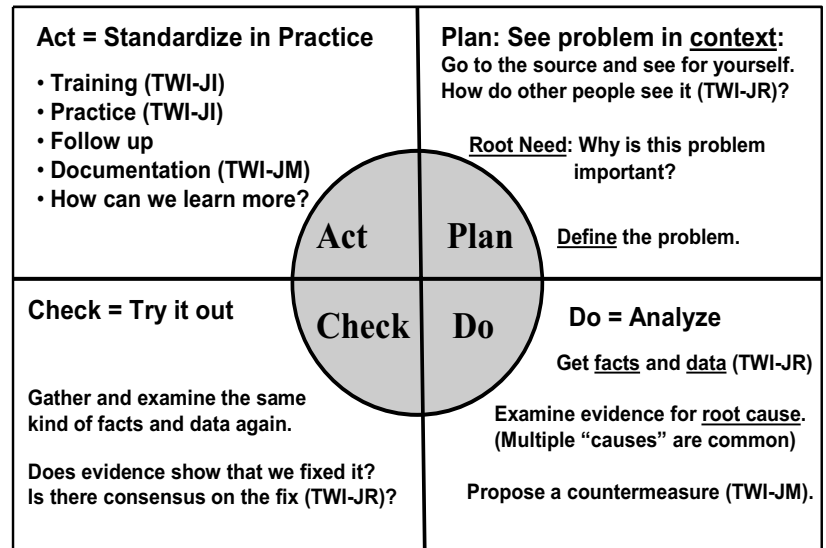 Act = Standardize in Practice
• Training (TWI-JI)
• Practice (TWI-JI)
• Follow up
• Documentation (TWI-JM)
• How can we learn more?
Plan: See problem in context:
Go to the source and see for yourself.
How do other people see it (TWI-JR)?
Root Need: Why is this problem
important?
Define the problem.
Act
Plan
Check
Do
Check = Try it out
Gather and examine the same
kind of facts and data again.
Does evidence show that we fixed it?
Is there consensus on the fix (TWI-JR)?
Do = Analyze
Get facts and data (TWI-JR)
Examine evidence for root cause.
(Multiple “causes” are common)
Propose a countermeasure (TWI-JM).